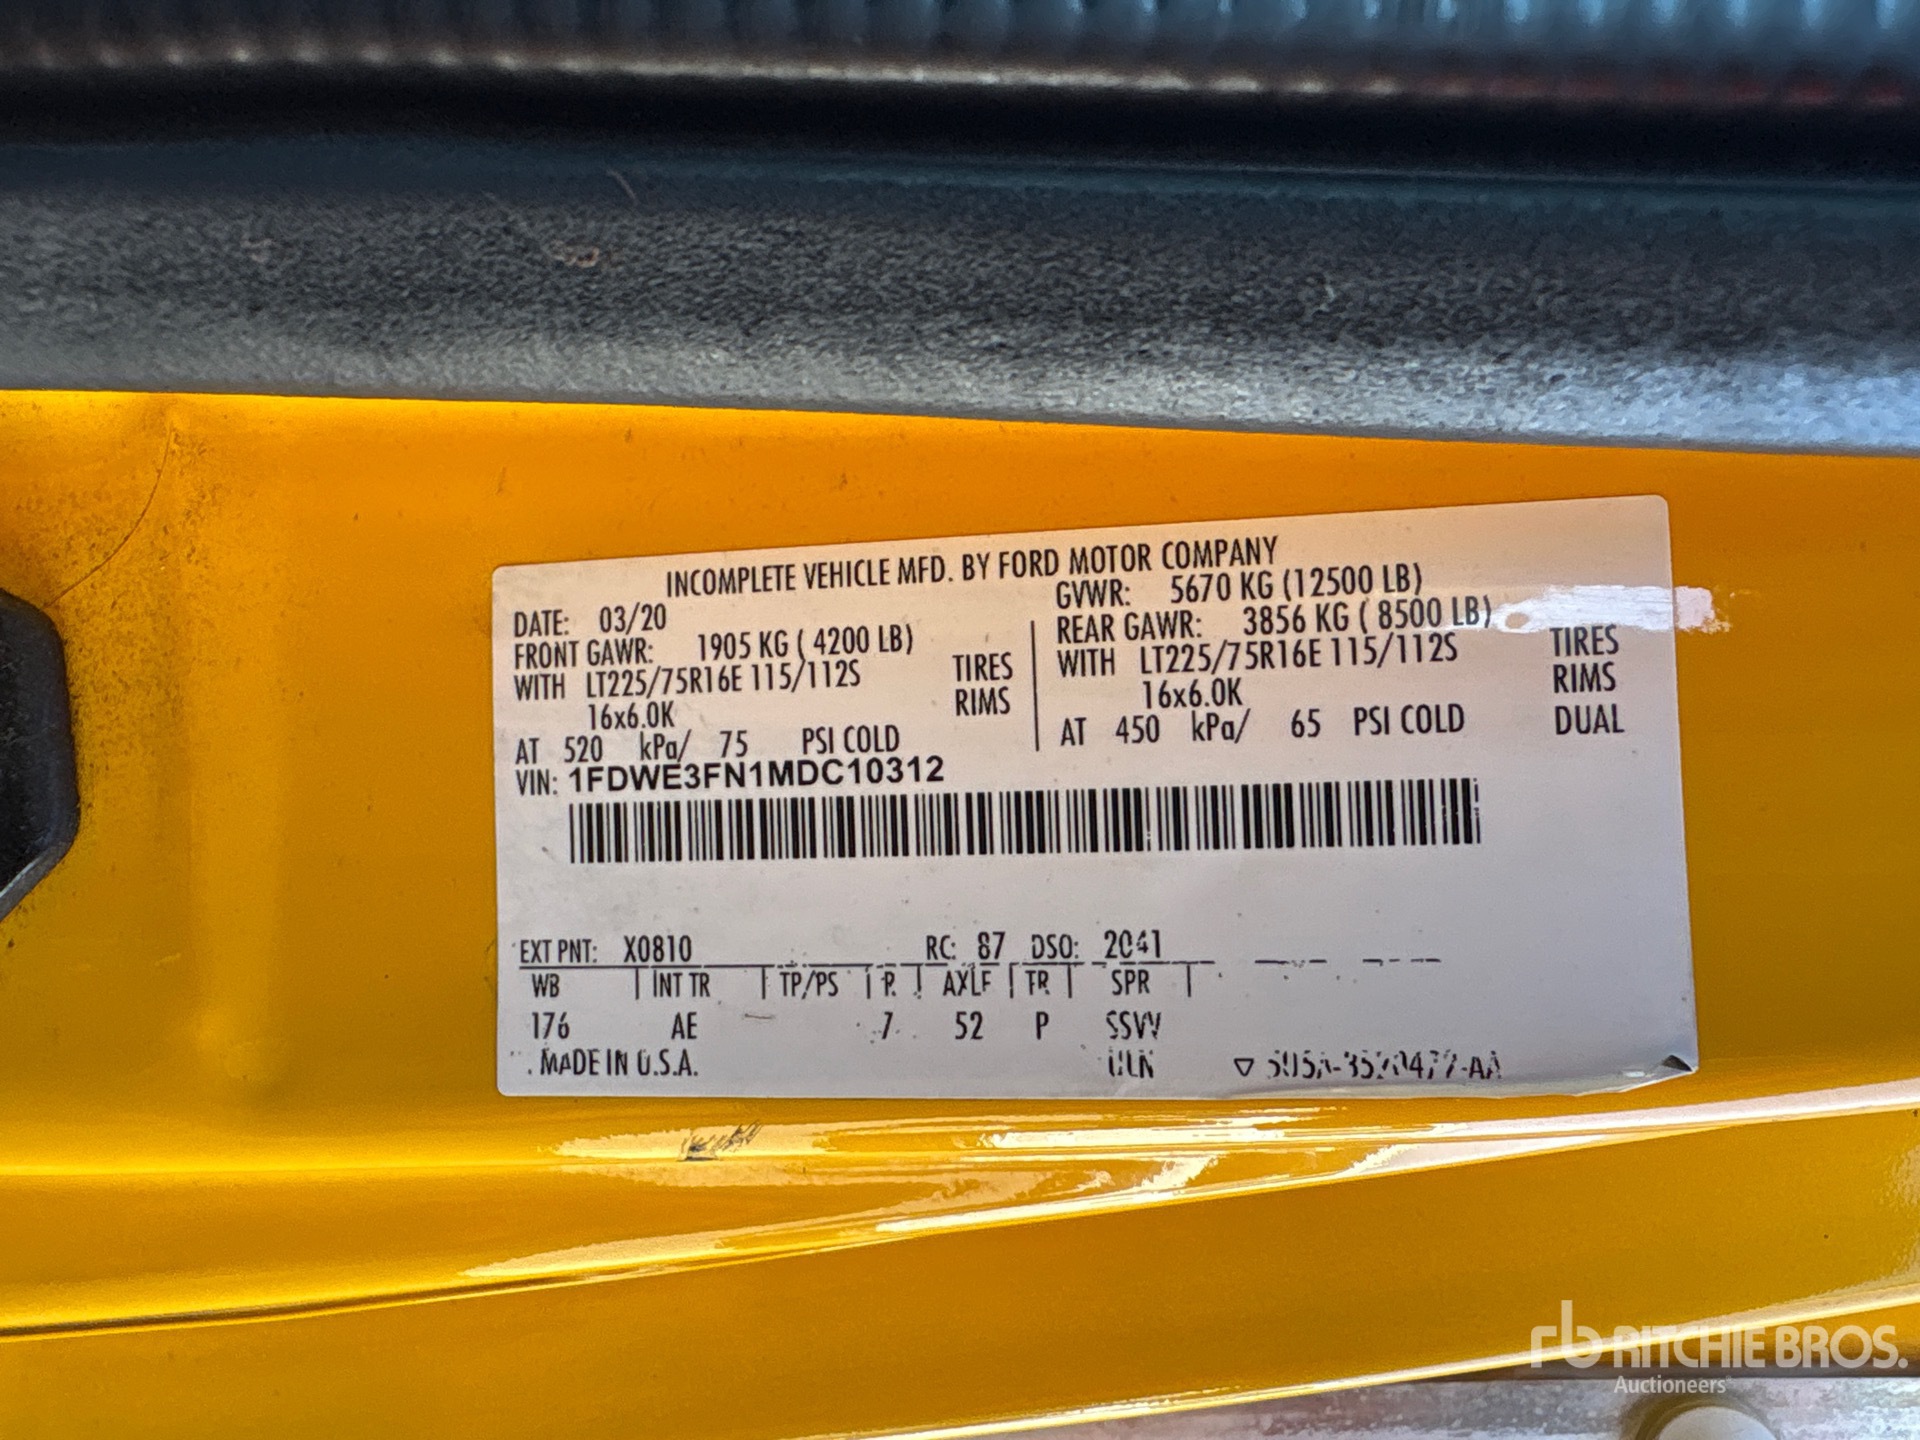 INCOMPLETE VEHICLE MFD. BY FORD MOTOR COMPANY
DATE: 03/20 GVWR: 5670 KG (12500 LB)
FRONT GAWR: 1905 KG ( 4200 LB) REAR GAWR: 3856 KG ( 8500 LB)
WITH LT225/75R16E 115/112S TIRES WITH LT225/75R16E 115/112S TIRES
16x6.0K RIMS 16x6.0K RIMS
AT 520 kPa/ 75 PSI COLD AT 450 kPa/ 65 PSI COLD DUAL
VIN: 1FDWE3FN1MDC10312
EXT PNT: X0810 RC: 87 DSO: 2041
WB INT TR TP/PS R AXLE TR SPR
176 AE 7 52 P SSVV
MADE IN U.S.A.
rb RITCHIE BROS.
Auctioneers